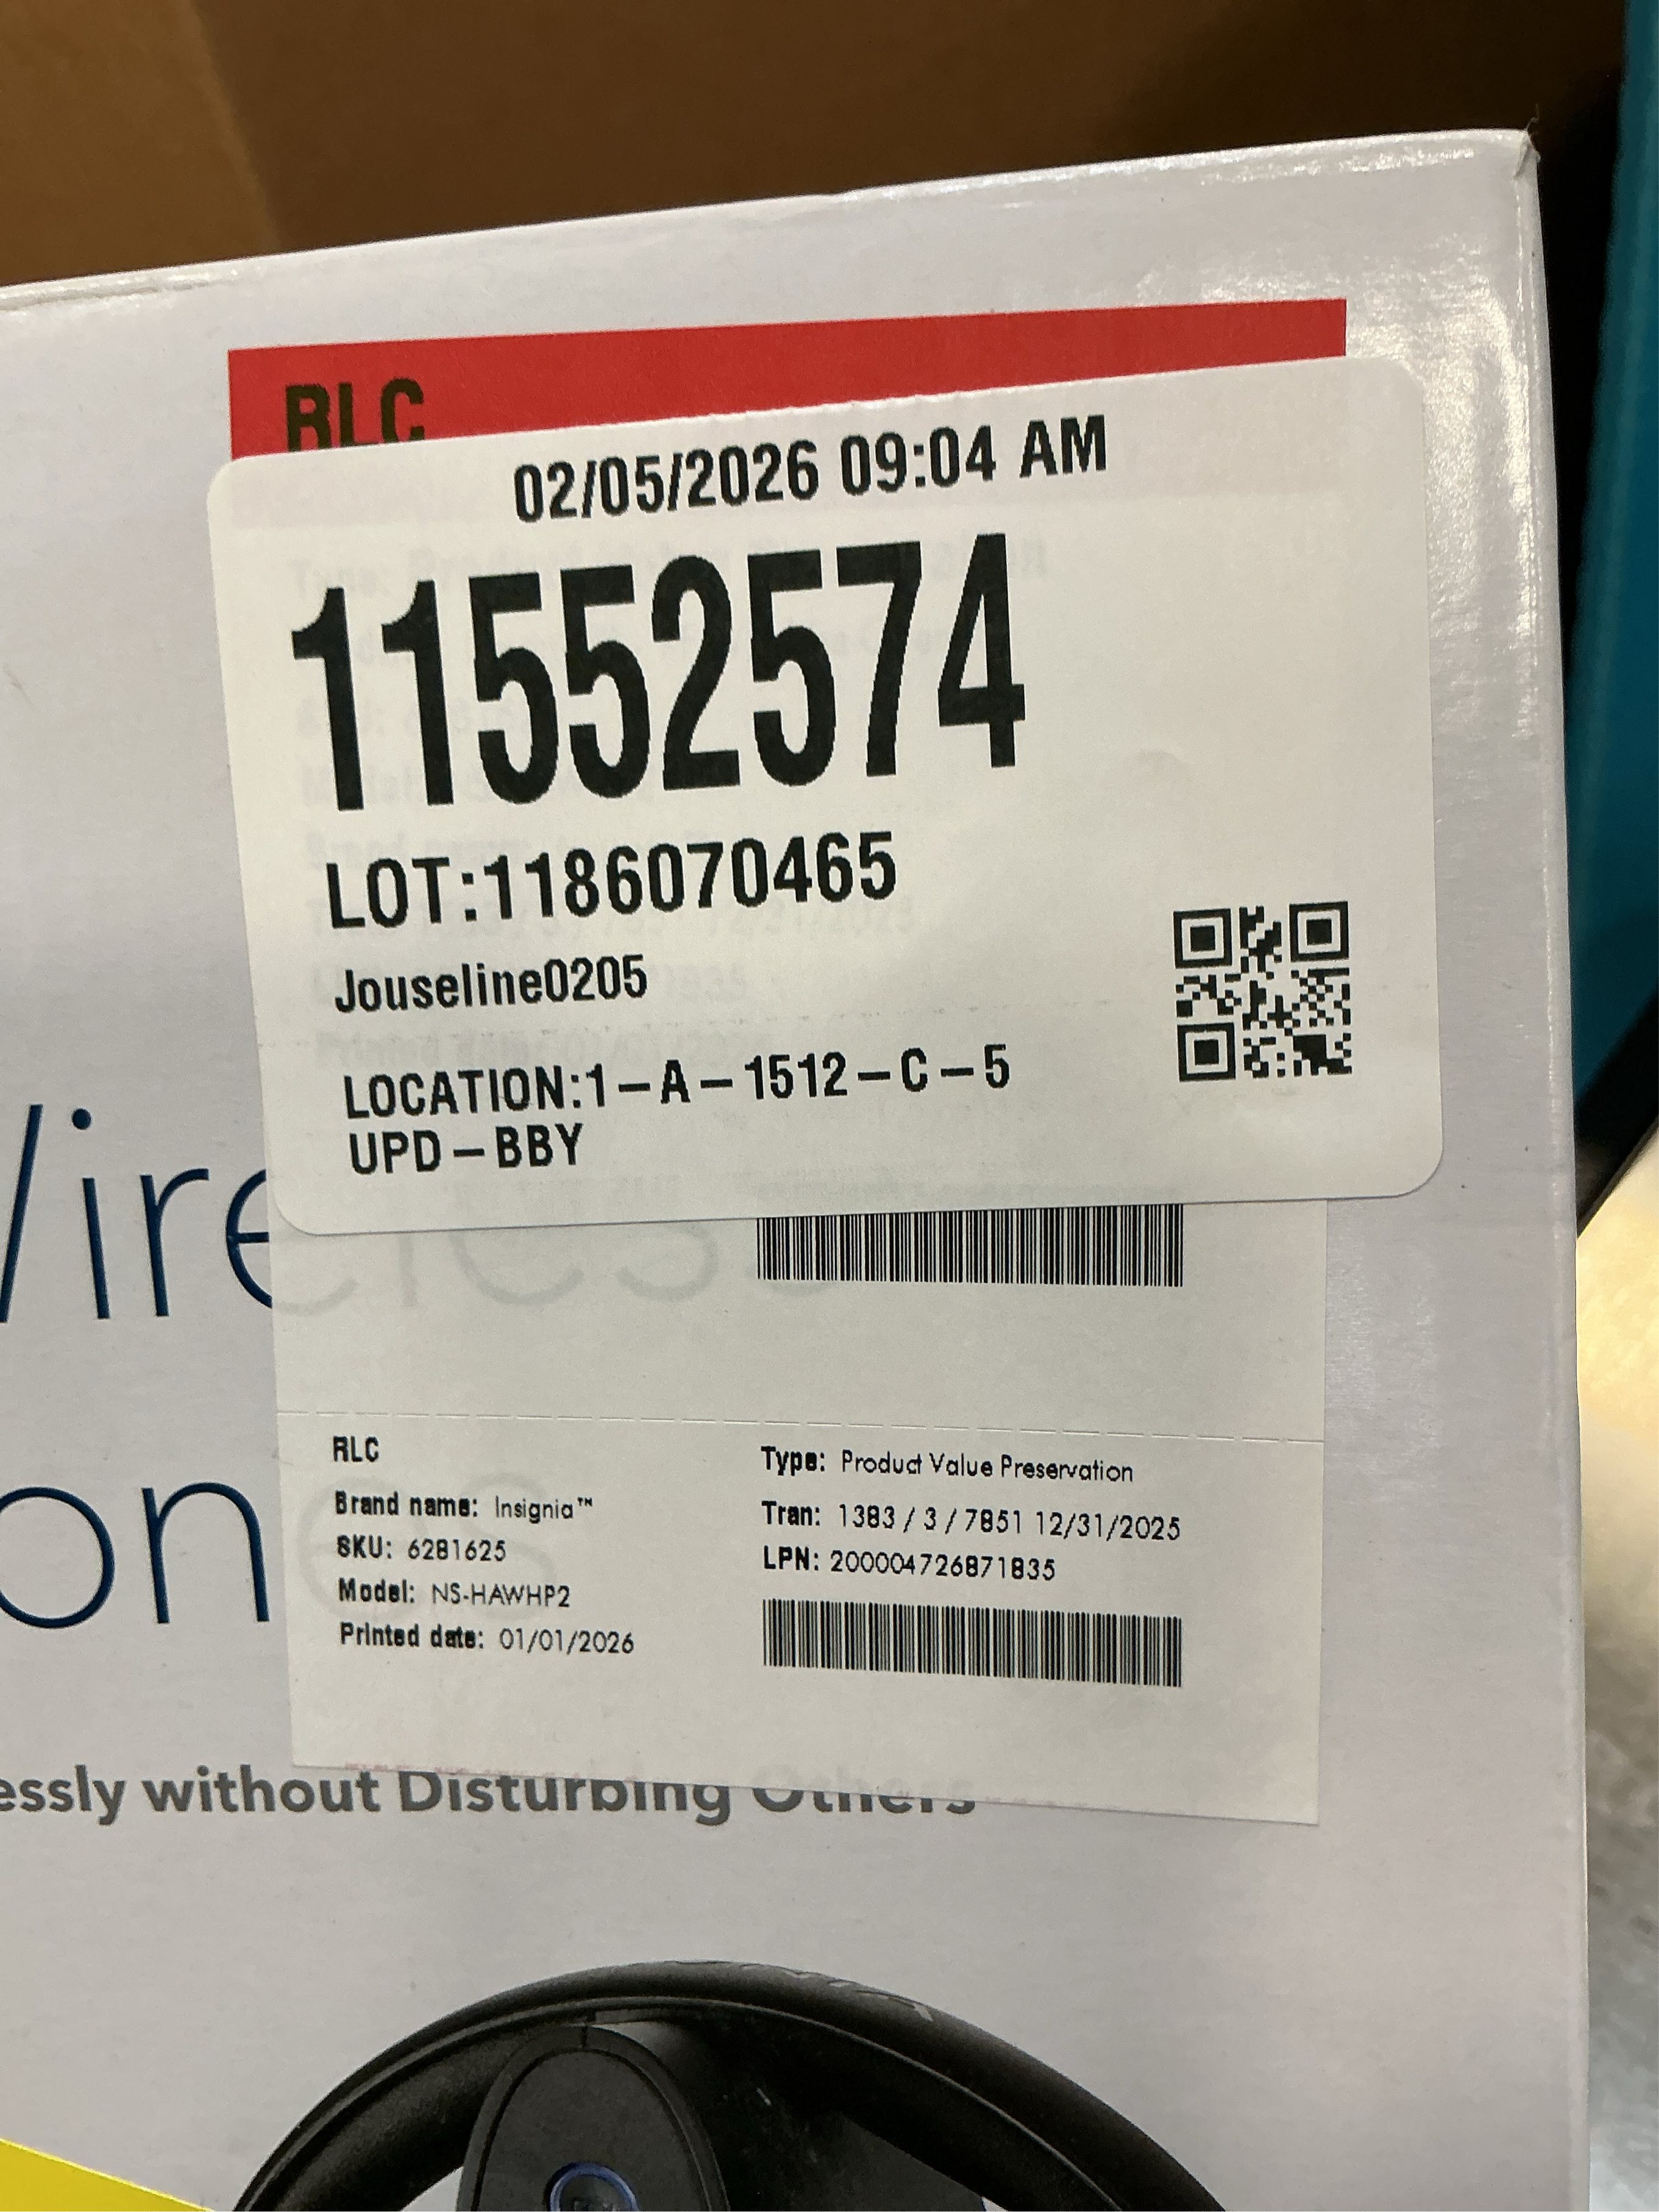 RLC
02/05/2026 09:04 AM
11552574
LOT:1186070465
Jouseline0205
LOCATION:1-A-1512-C-5
UPD-BBY
RLC
Brand name: Insignia™
SKU: 6281625
Model: NS-HAWHP2
Printed date: 01/01/2026
Type: Product Value Preservation
Tran: 1383 / 3 / 7851 12/31/2025
LPN: 200004726871835
essly without Disturbing Others